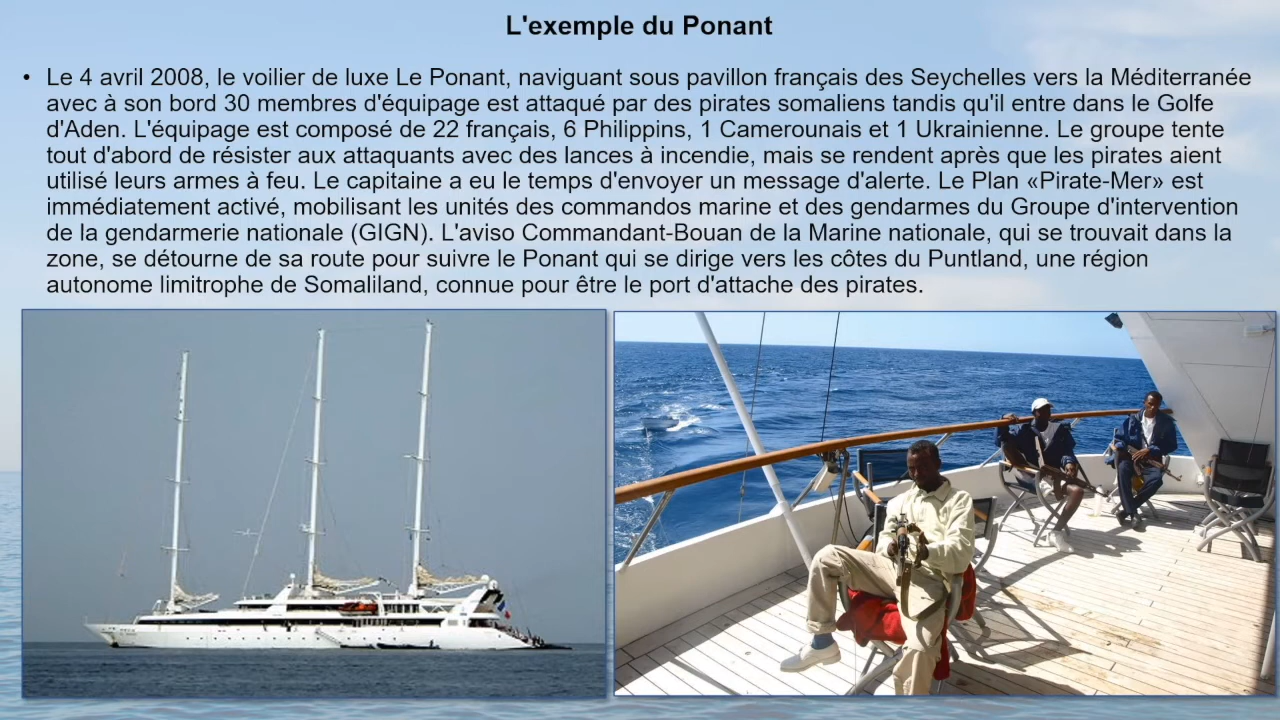 L'exemple du Ponant
• Le 4 avril 2008, le voilier de luxe Le Ponant, naviguant sous pavillon français des Seychelles vers la Méditerranée
avec à son bord 30 membres d'équipage est attaqué par des pirates somaliens tandis qu'il entre dans le Golfe
d'Aden. L'équipage est composé de 22 français, 6 Philippins, 1 Camerounais et 1 Ukrainienne. Le groupe tente
tout d'abord de résister aux attaquants avec des lances à incendie, mais se rendent après que les pirates aient
utilisé leurs armes à feu. Le capitaine a eu le temps d'envoyer un message d'alerte. Le Plan «Pirate-Mer» est
immédiatement activé, mobilisant les unités des commandos marine et des gendarmes du Groupe d'intervention
de la gendarmerie nationale (GIGN). L'aviso Commandant-Bouan de la Marine nationale, qui se trouvait dans la
zone, se détourne de sa route pour suivre le Ponant qui se dirige vers les côtes du Puntland, une région
autonome limitrophe de Somaliland, connue pour être le port d'attache des pirates.